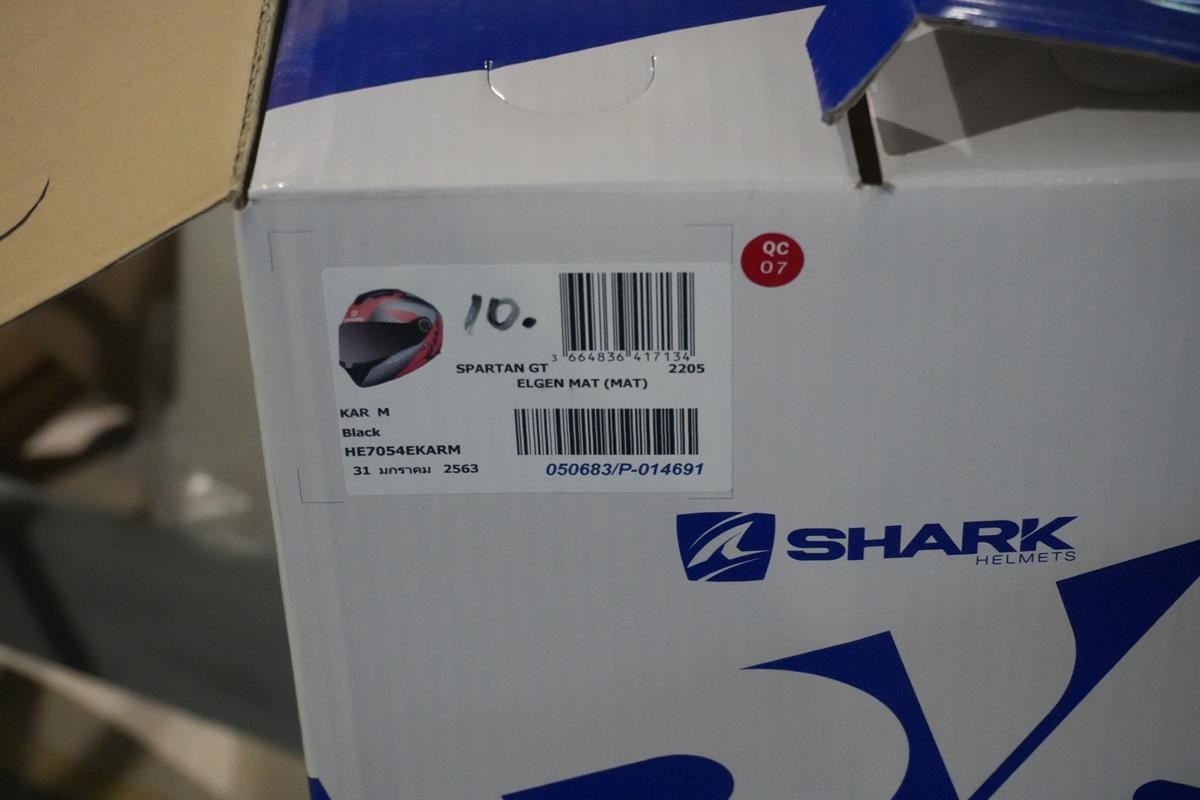 QC
07
10.
3 664836 417134
SPARTAN GT 2205
ELGEN MAT (MAT)
KAR M
Black
HE7054EKARM
31 มกราคม 2563
050683/P-014691
SHARK
HELMETS